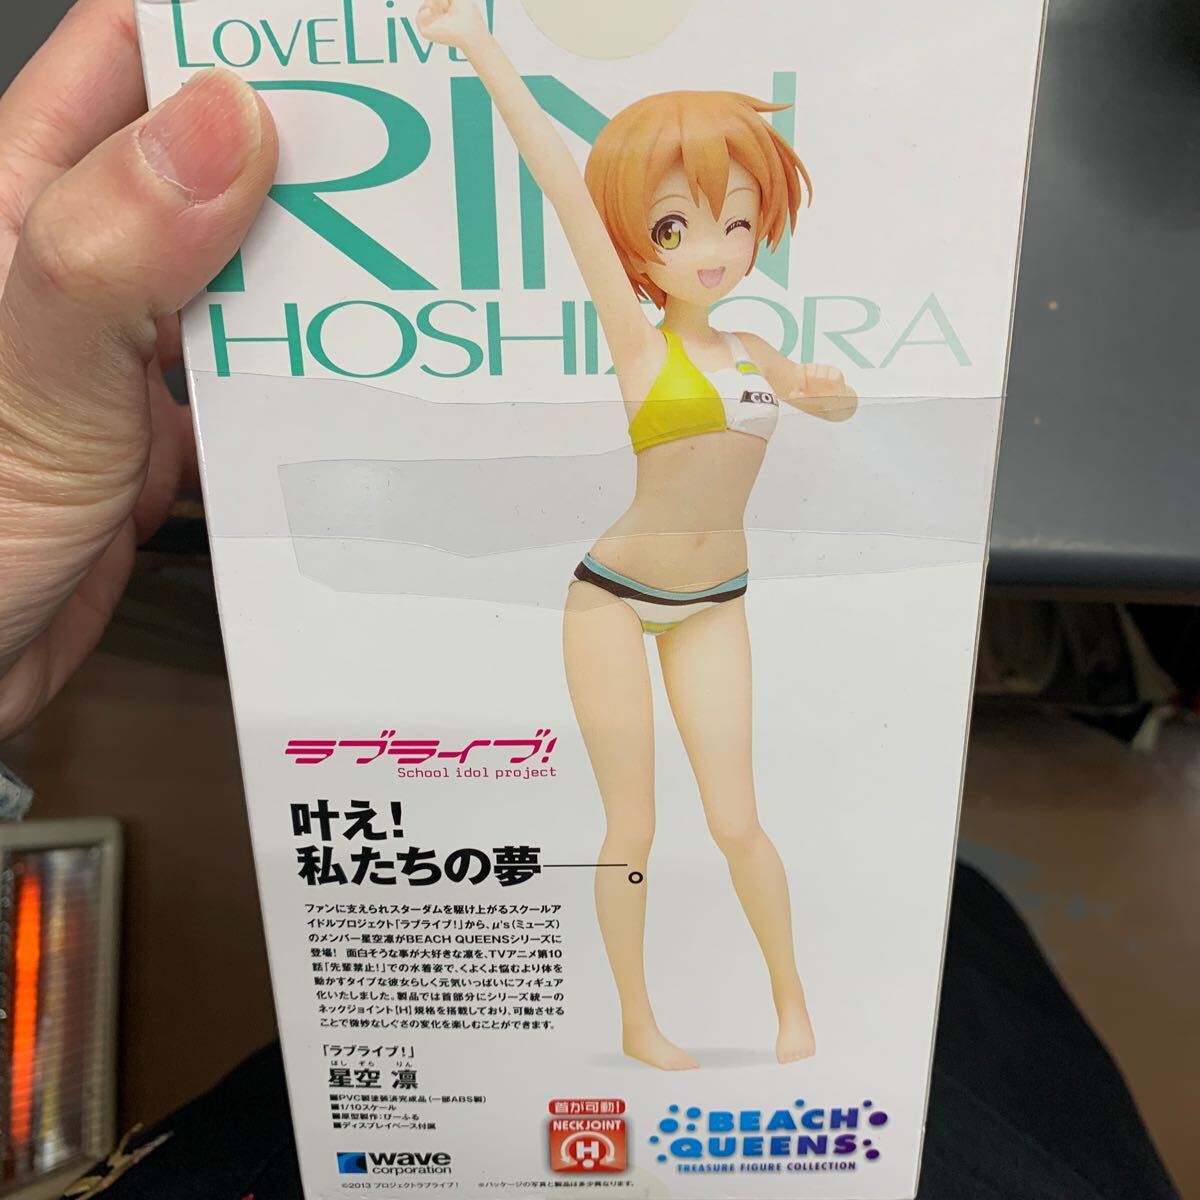 LOVELIVE!
RIN
HOSHIZORA
ICOL
ラブライブ!
School idol project
叶え!
私たちの夢――。
ファンに支えられスターダムを駆け上がるスクールア
イドルプロジェクト「ラブライブ!」から、μ's(ミューズ)
のメンバー星空凛がBEACH QUEENSシリーズに
登場! 面白そうな事が大好きな凛を、TVアニメ第10
話「先輩禁止!」での水着姿で、くよくよ悩むより体を
動かすタイプな彼女らしく元気いっぱいにフィギュア
化いたしました。製品では首部分にシリーズ統一の
ネックジョイント[H]規格を搭載しており、可動させる
ことで微妙なしぐさの変化を楽しむことができます。
「ラブライブ!」
ほし ぞら りん
星空 凛
■PVC製塗装済完成品(一部ABS製)
■1/10スケール
■原型製作:びーふる
■ディスプレイベース付属
首が可動!
NECK JOINT
H
BEACH
QUEENS
TREASURE FIGURE COLLECTION
wave
corporation
©2013 プロジェクトラブライブ! ※パッケージの写真と製品は多少異なります。